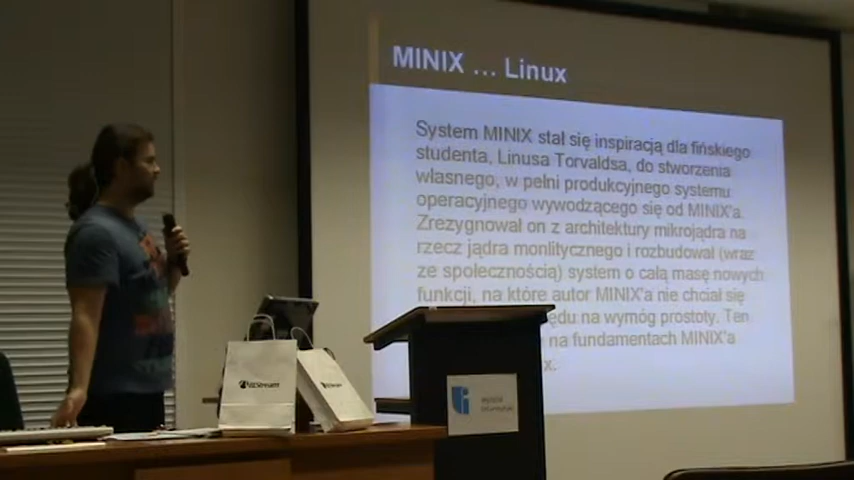 MINIX ... Linux
System MINIX stał się inspiracją dla fińskiego
studenta, LINUSa Torvaldsa, do stworzenia
własnego, w pełni produkcyjnego systemu
operacyjnego wywodzącego się od MINIX'a.
Zrezygnował on z architektury mikrojądra na
rzecz jądra monolitycznego i rozbudował (wraz
ze społecznością) system o całą masę nowych
funkcji, na które autor MINIX'a nie chciał się
du na wymóg prostoty. Ten
na fundamentach MINIX'a
x.